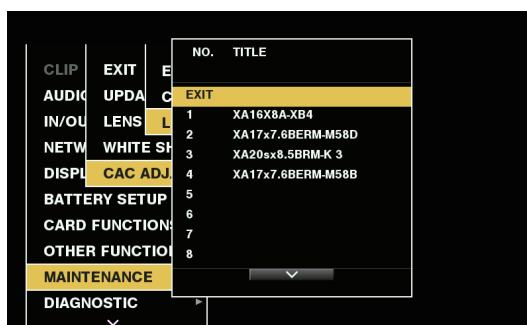 CLIP
AUDIO
IN/OU
NETW
DISPL
BATTERY SETUP
CARD FUNCTIONS
OTHER FUNCTIO
MAINTENANCE
DIAGNOSTIC
EXIT
UPDA
LENS
WHITE SH
CAC ADJ.
E
C
L
NO. TITLE
EXIT
1 XA16X8A-XB4
2 XA17x7.6BERM-M58D
3 XA20sx8.5BRM-K 3
4 XA17x7.6BERM-M58B
5
6
7
8